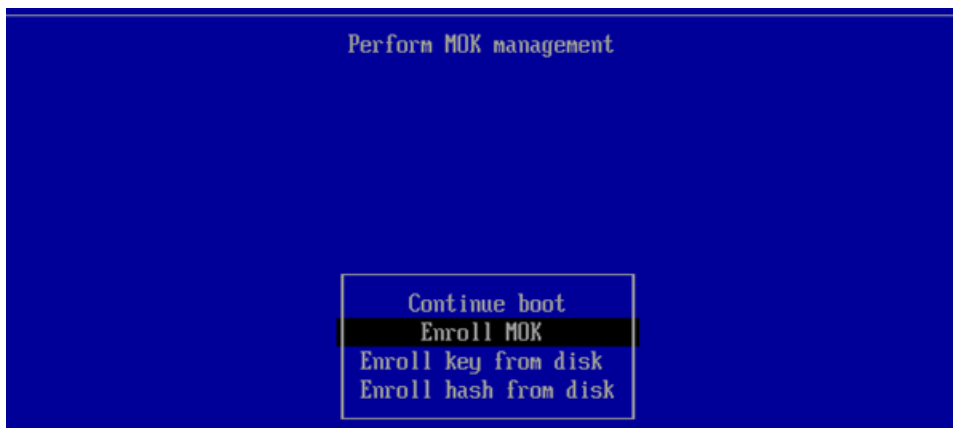 Perform MOK management
Continue boot
Enroll MOK
Enroll key from disk
Enroll hash from disk